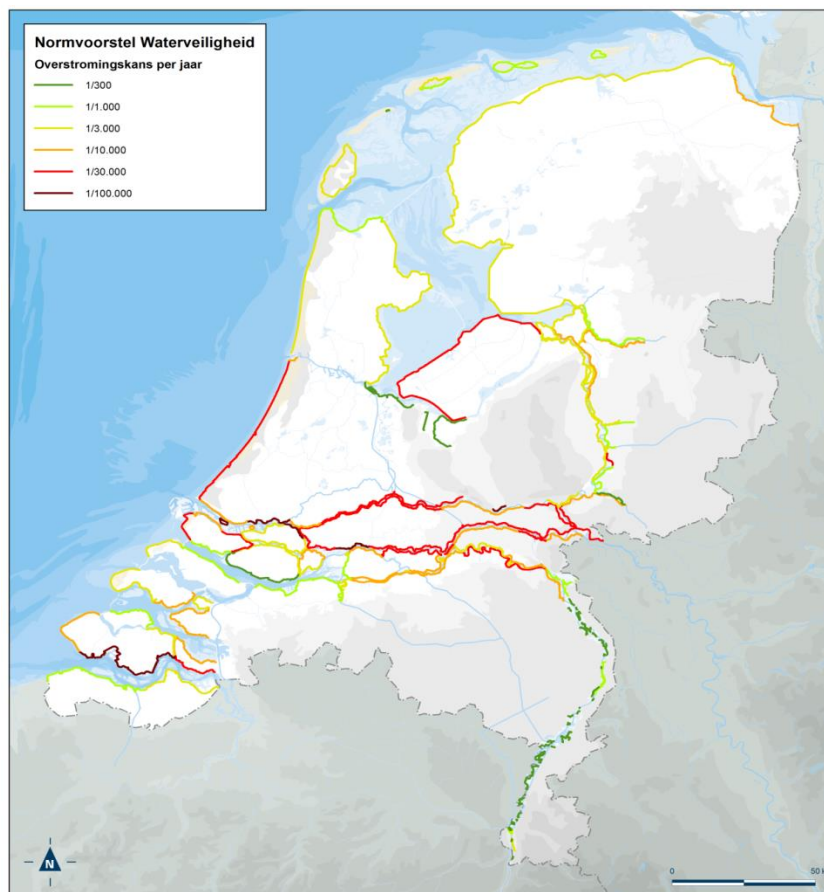 Normvoorstel Waterveiligheid
Overstromingskans per jaar
1/300
1/1.000
1/3.000
1/10.000
1/30.000
1/100.000
N
0
50 k